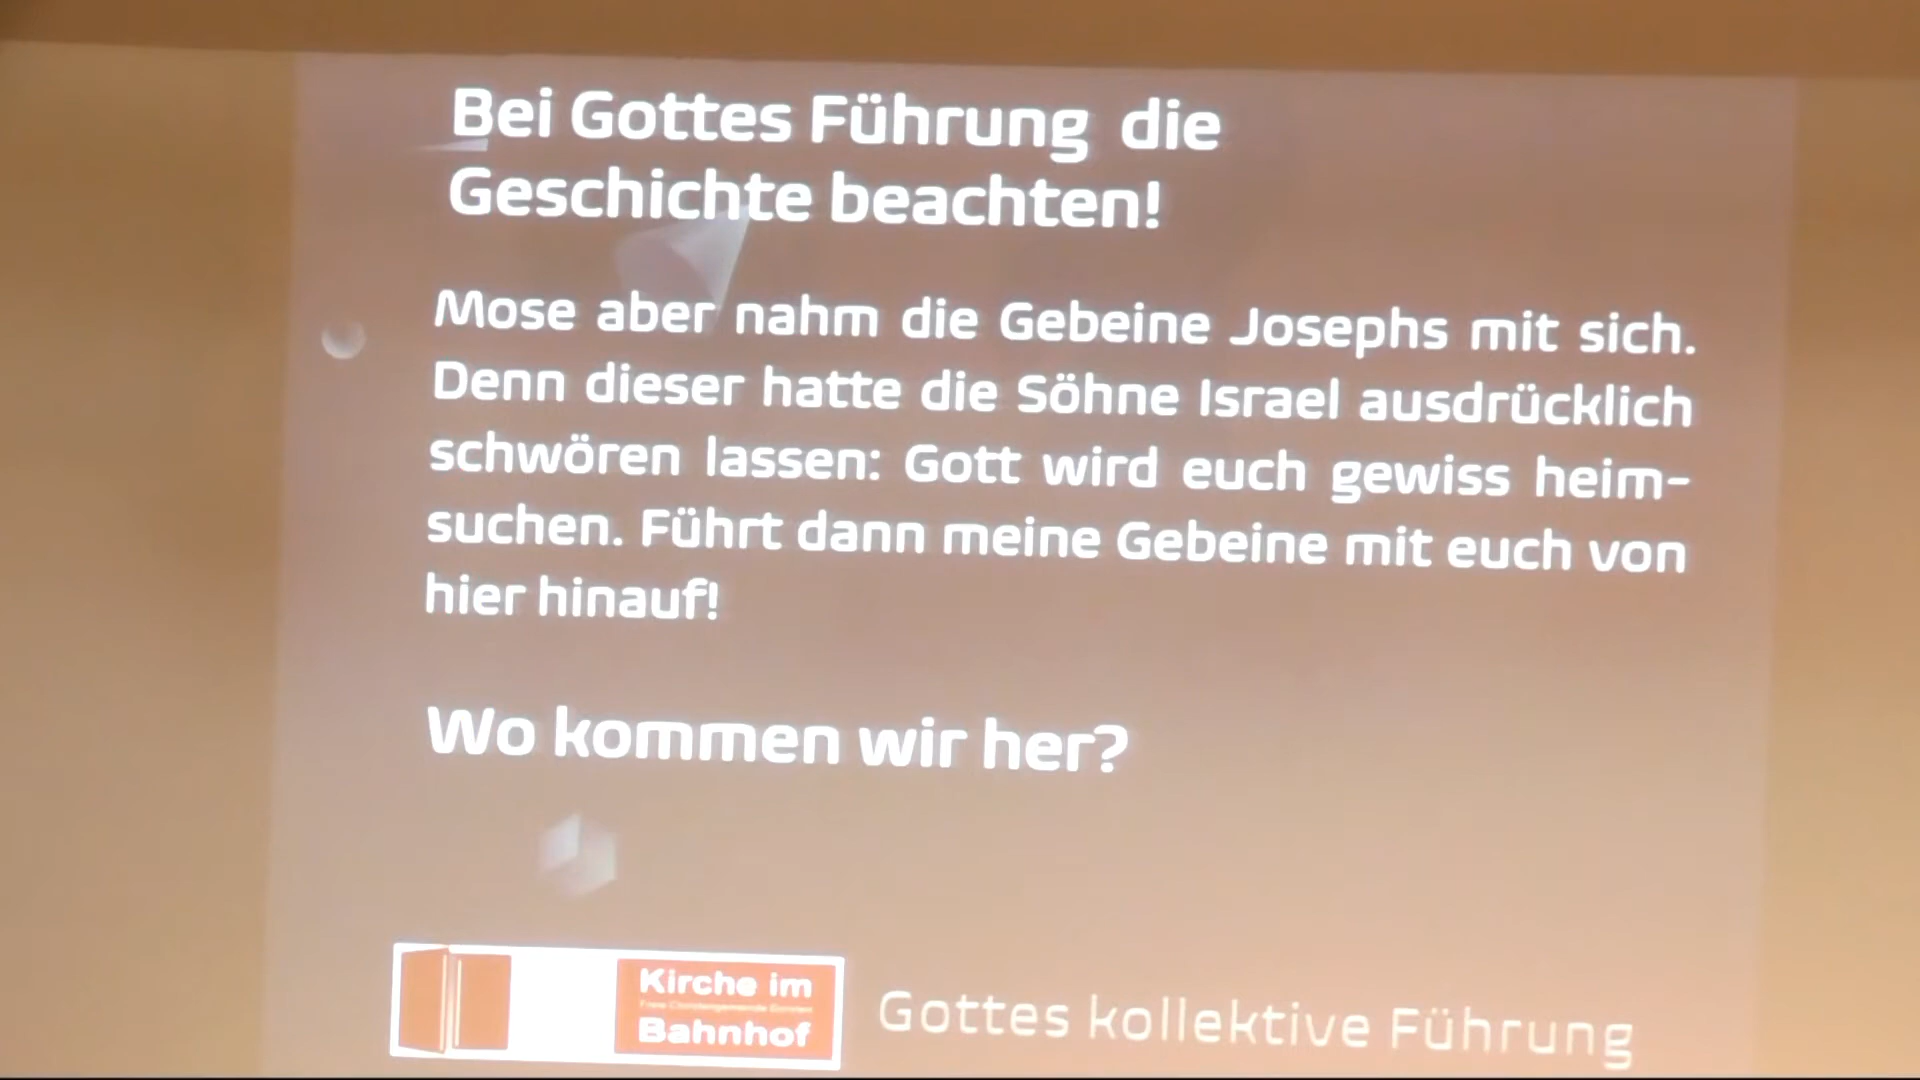 Bei Gottes Führung die
Geschichte beachten!
Mose aber nahm die Gebeine Josephs mit sich.
Denn dieser hatte die Söhne Israel ausdrücklich
schwören lassen: Gott wird euch gewiss heim-
suchen. Führt dann meine Gebeine mit euch von
hier hinauf!
Wo kommen wir her?
Kirche im
Bahnhof
Gottes kollektive Führung